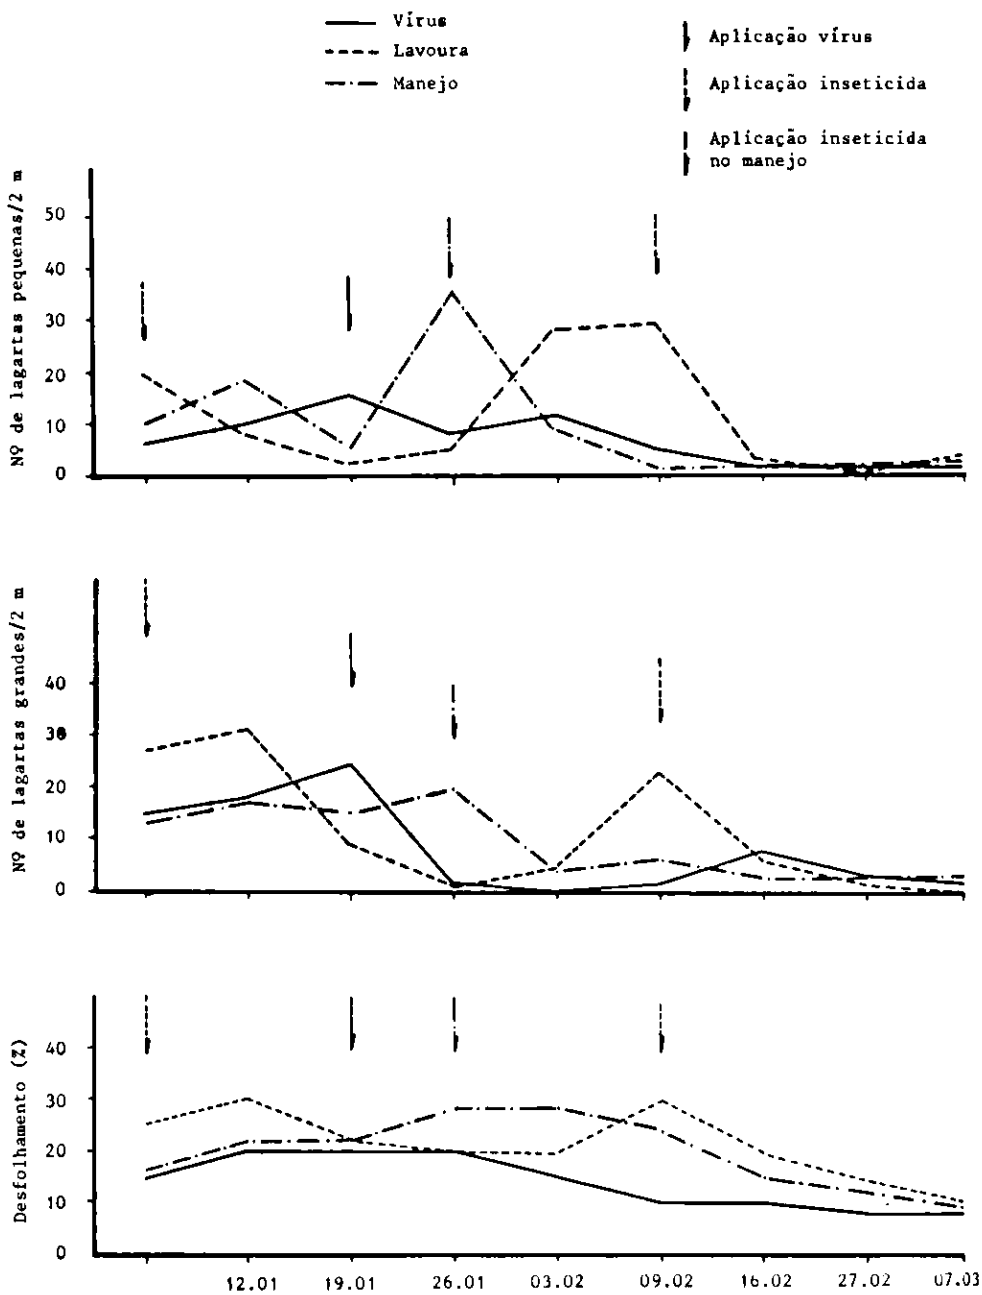 Vírus
Lavoura
Manejo
Aplicação vírus
Aplicação inseticida
Aplicação inseticida
no manejo
Nº de lagartas pequenas/2 m
50
40
30
20
10
0
Nº de lagartas grandes/2 m
40
30
20
10
0
Desfolhamento (%)
40
30
20
10
0
12.01 19.01 26.01 03.02 09.02 16.02 27.02 07.03